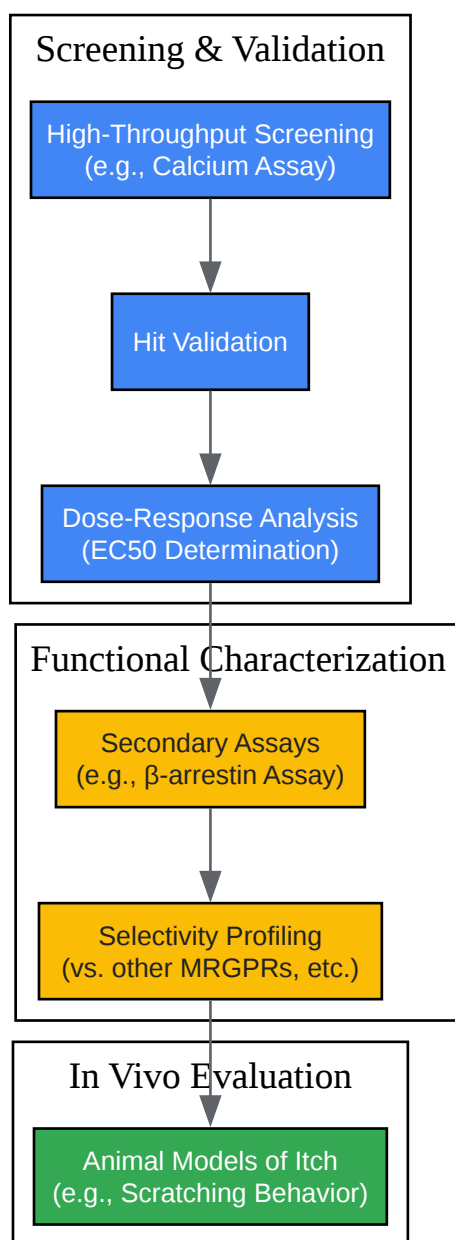 Screening & Validation
High-Throughput Screening
(e.g., Calcium Assay)
Hit Validation
Dose-Response Analysis
(EC50 Determination)
Functional Characterization
Secondary Assays
(e.g., β-arrestin Assay)
Selectivity Profiling
(vs. other MRGPRs, etc.)
In Vivo Evaluation
Animal Models of Itch
(e.g., Scratching Behavior)